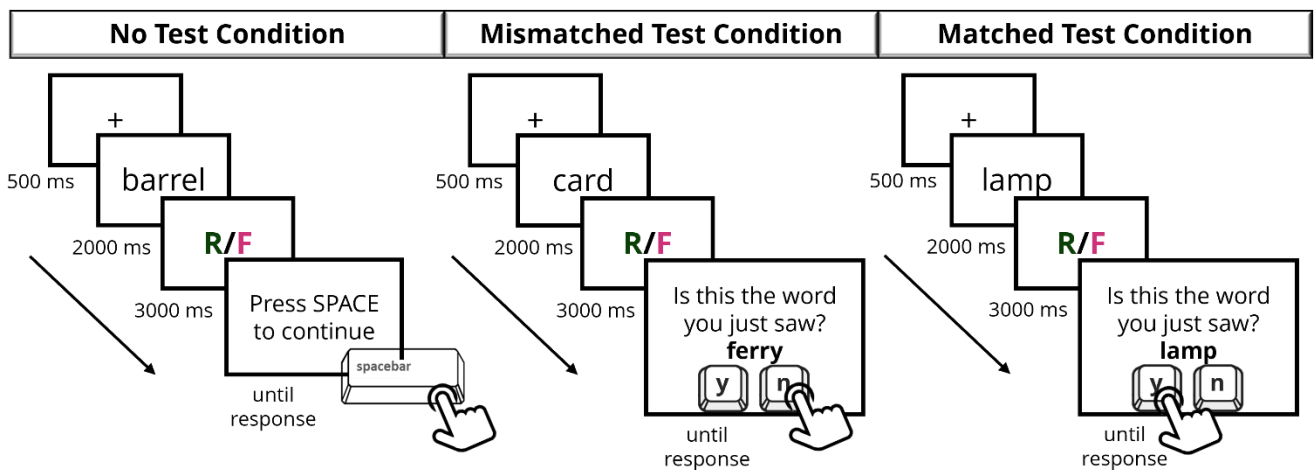 No Test Condition
Mismatched Test Condition
Matched Test Condition
+
500 ms
barrel
2000 ms
R/F
3000 ms
Press SPACE
to continue
spacebar
until
response
+
500 ms
card
2000 ms
R/F
3000 ms
Is this the word
you just saw?
ferry
y
n
until
response
+
500 ms
lamp
2000 ms
R/F
3000 ms
Is this the word
you just saw?
lamp
y
n
until
response